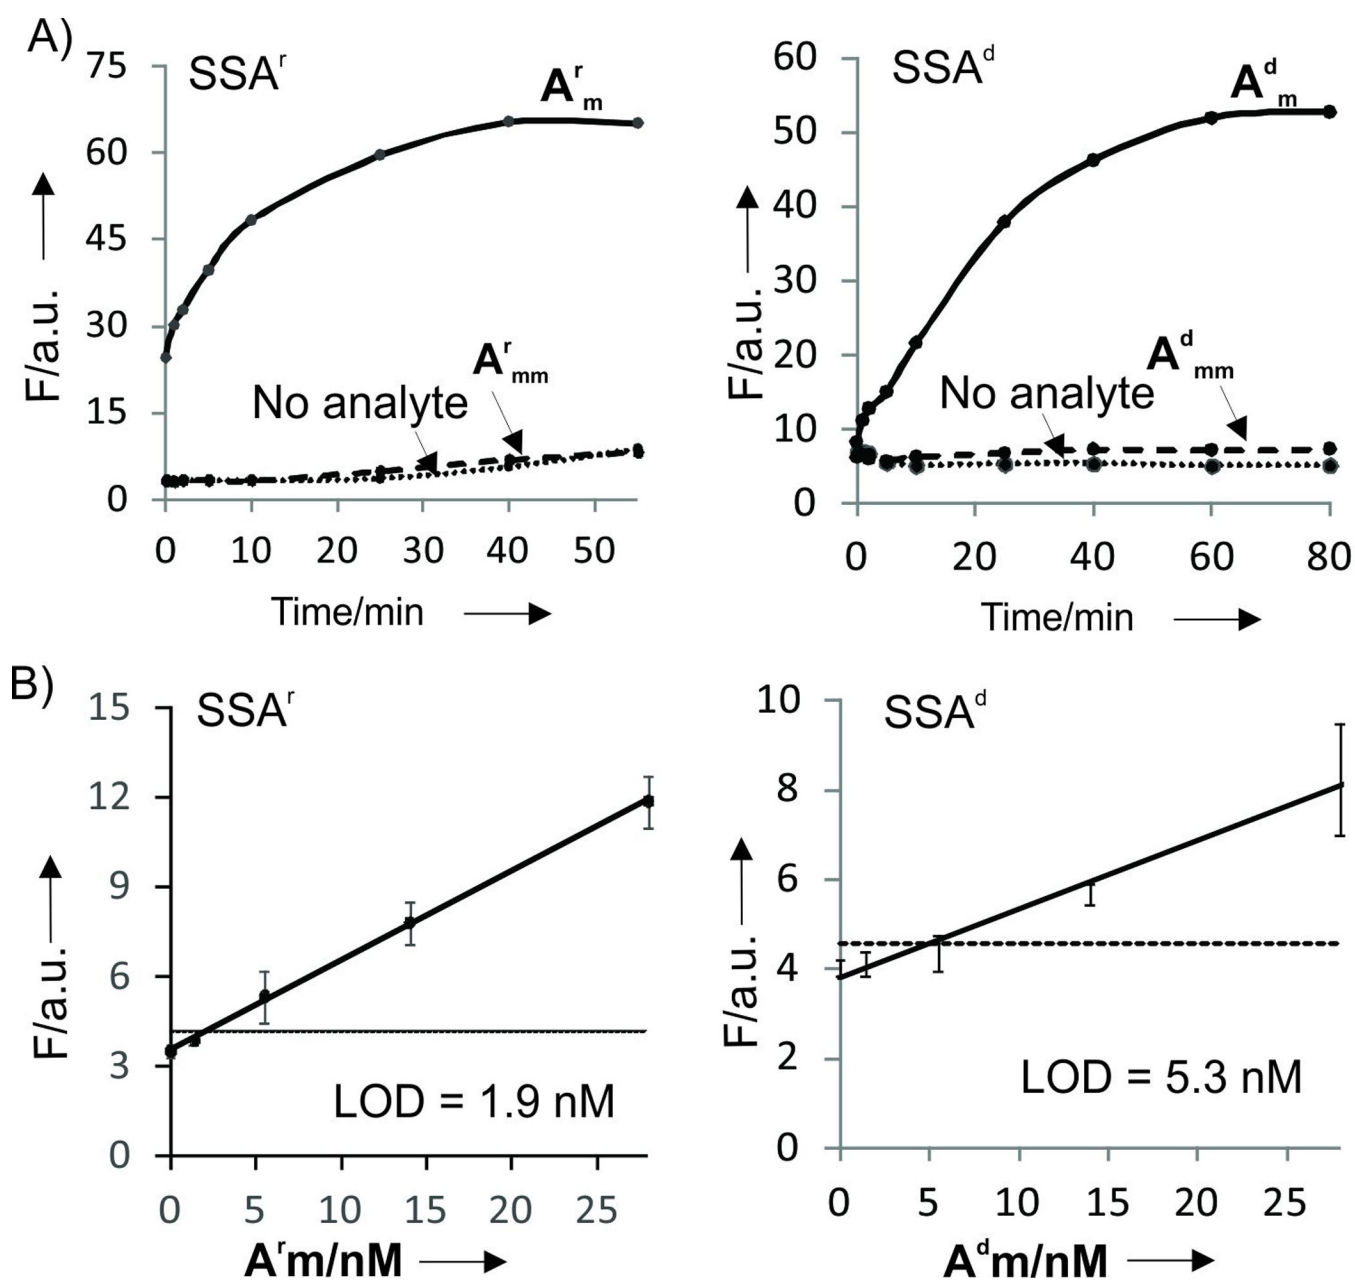 A)
SSAʳ
Aʳm
75
60
45
30
15
0
F/a.u.
No analyte
Aʳmm
0 10 20 30 40 50
Time/min
SSAᵈ
Aᵈm
60
50
40
30
20
10
0
F/a.u.
No analyte
Aᵈmm
0 20 40 60 80
Time/min
B)
SSAʳ
15
12
9
6
3
0
F/a.u.
LOD = 1.9 nM
0 5 10 15 20 25
Aʳm/nM
SSAᵈ
10
8
6
4
2
0
F/a.u.
LOD = 5.3 nM
0 5 10 15 20 25
Aᵈm/nM